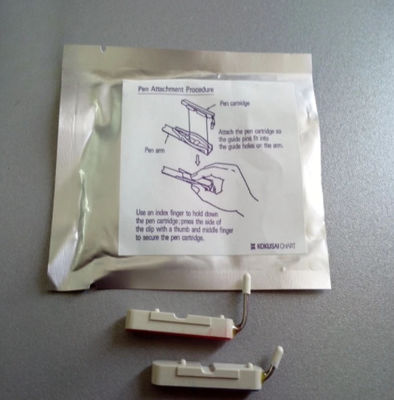 Pen Attachment Procedure
Pen cartridge
Attach the pen cartridge so
the guide pins fit into
the guide holes on the arm.
Pen arm
Use an index finger to hold down
the pen cartridge; press the side of
the clip with a thumb and middle finger
to secure the pen cartridge.
KOKUSAI CHART